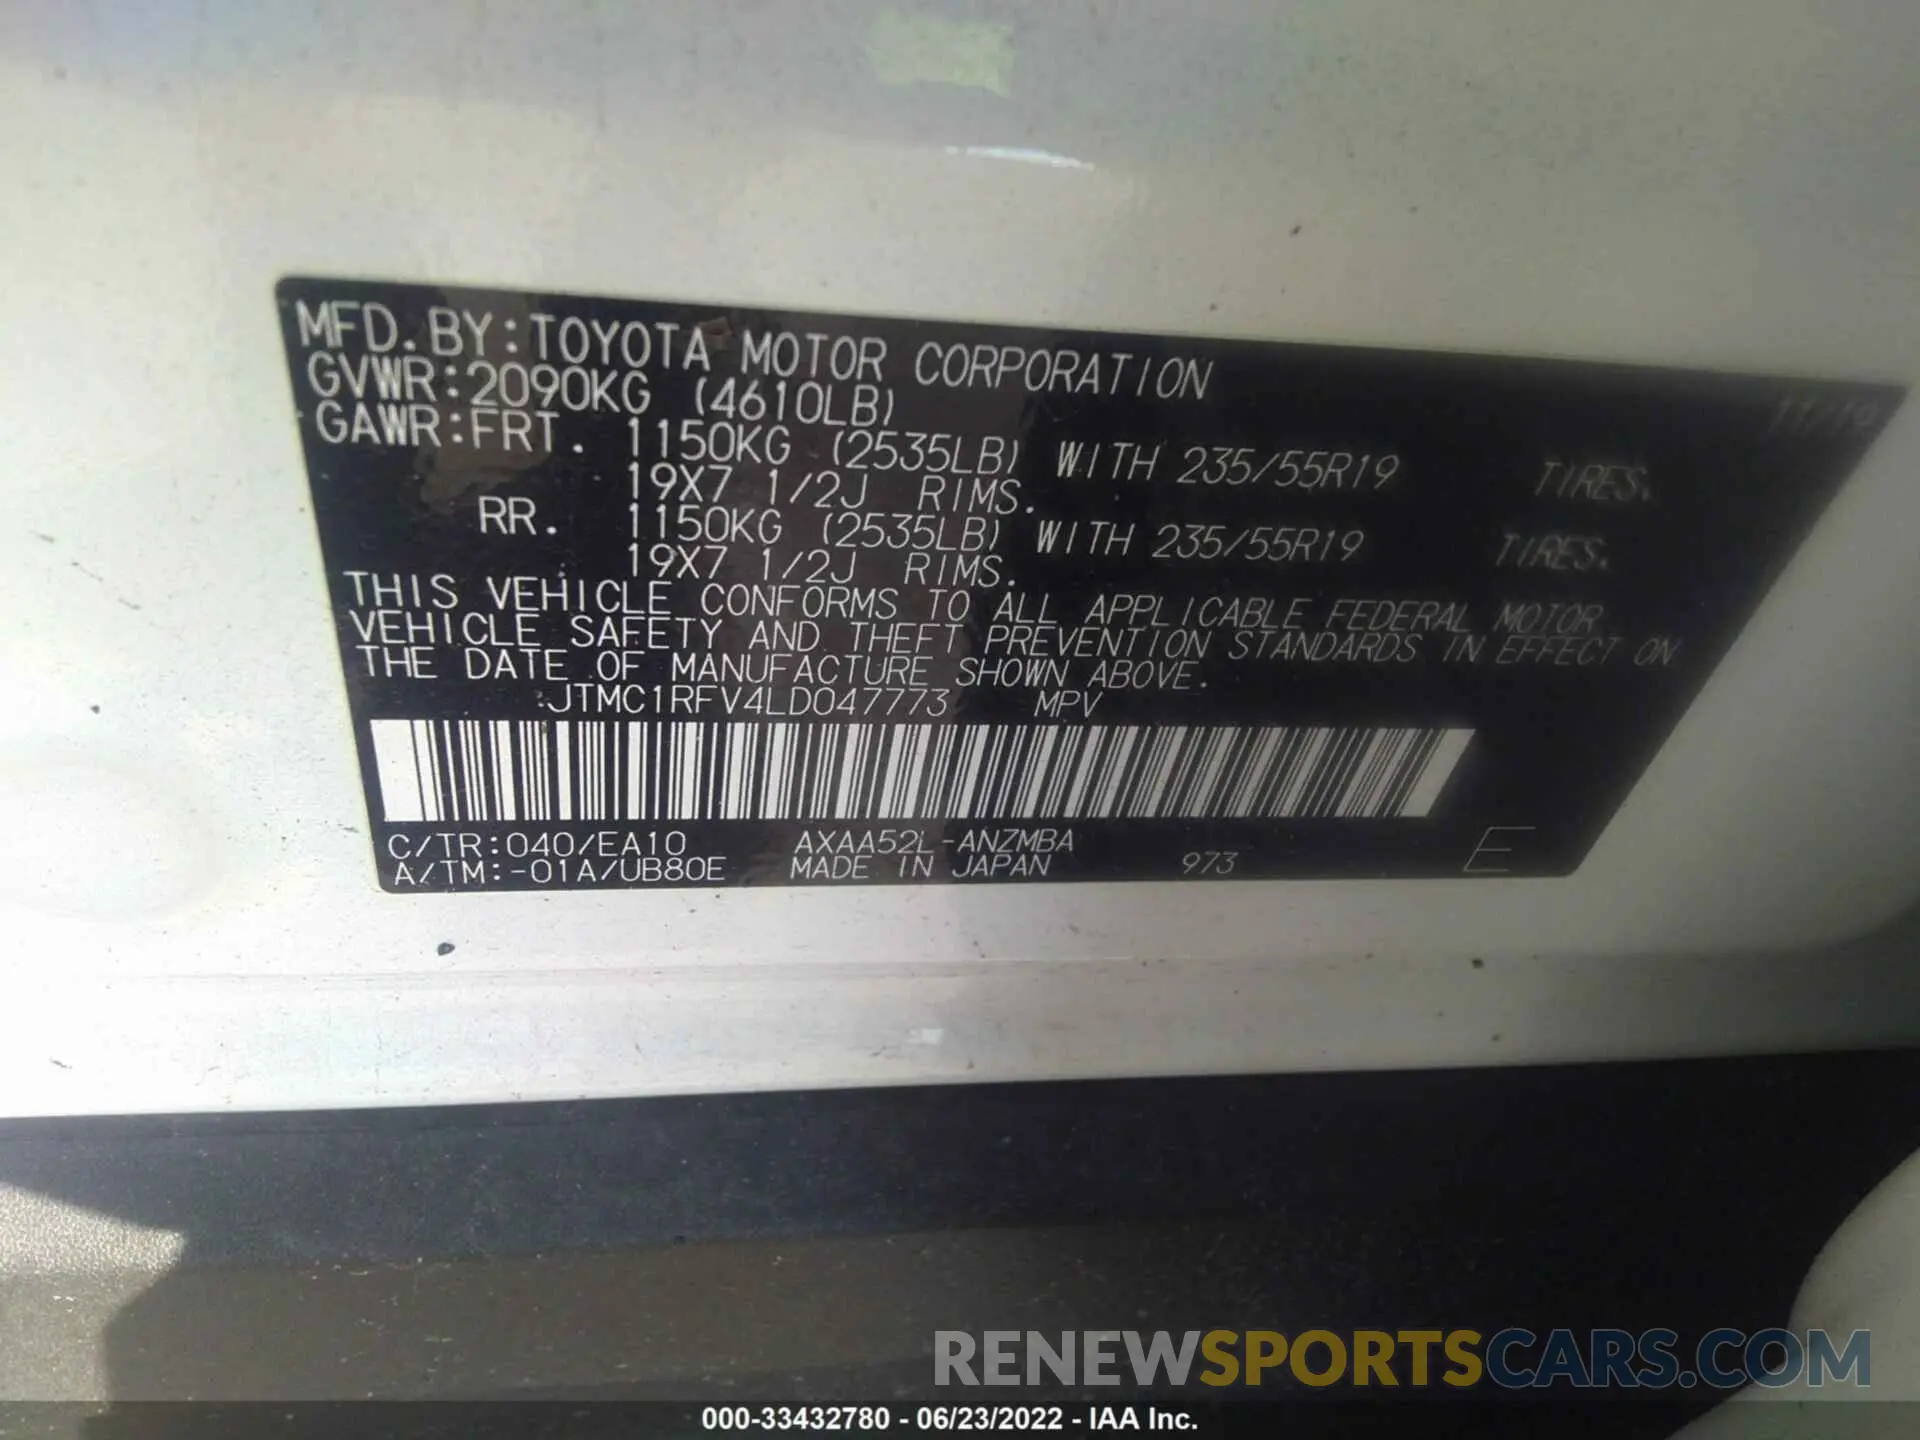 MFD.BY:TOYOTA MOTOR CORPORATION 11/19
GVWR:2090KG (4610LB)
GAWR:FRT. 1150KG (2535LB) WITH 235/55R19 TIRES.
19X7 1/2J RIMS.
RR. 1150KG (2535LB) WITH 235/55R19 TIRES.
19X7 1/2J RIMS.
THIS VEHICLE CONFORMS TO ALL APPLICABLE FEDERAL MOTOR
VEHICLE SAFETY AND THEFT PREVENTION STANDARDS IN EFFECT ON
THE DATE OF MANUFACTURE SHOWN ABOVE.
JTMC1RFV4LD047773 MPV
C/TR:040/EA10 AXAA52L-ANZMBA
A/TM:-01A/UB80E MADE IN JAPAN 973 E
RENEWSPORTSCARS.COM
000-33432780 - 06/23/2022 - IAA Inc.